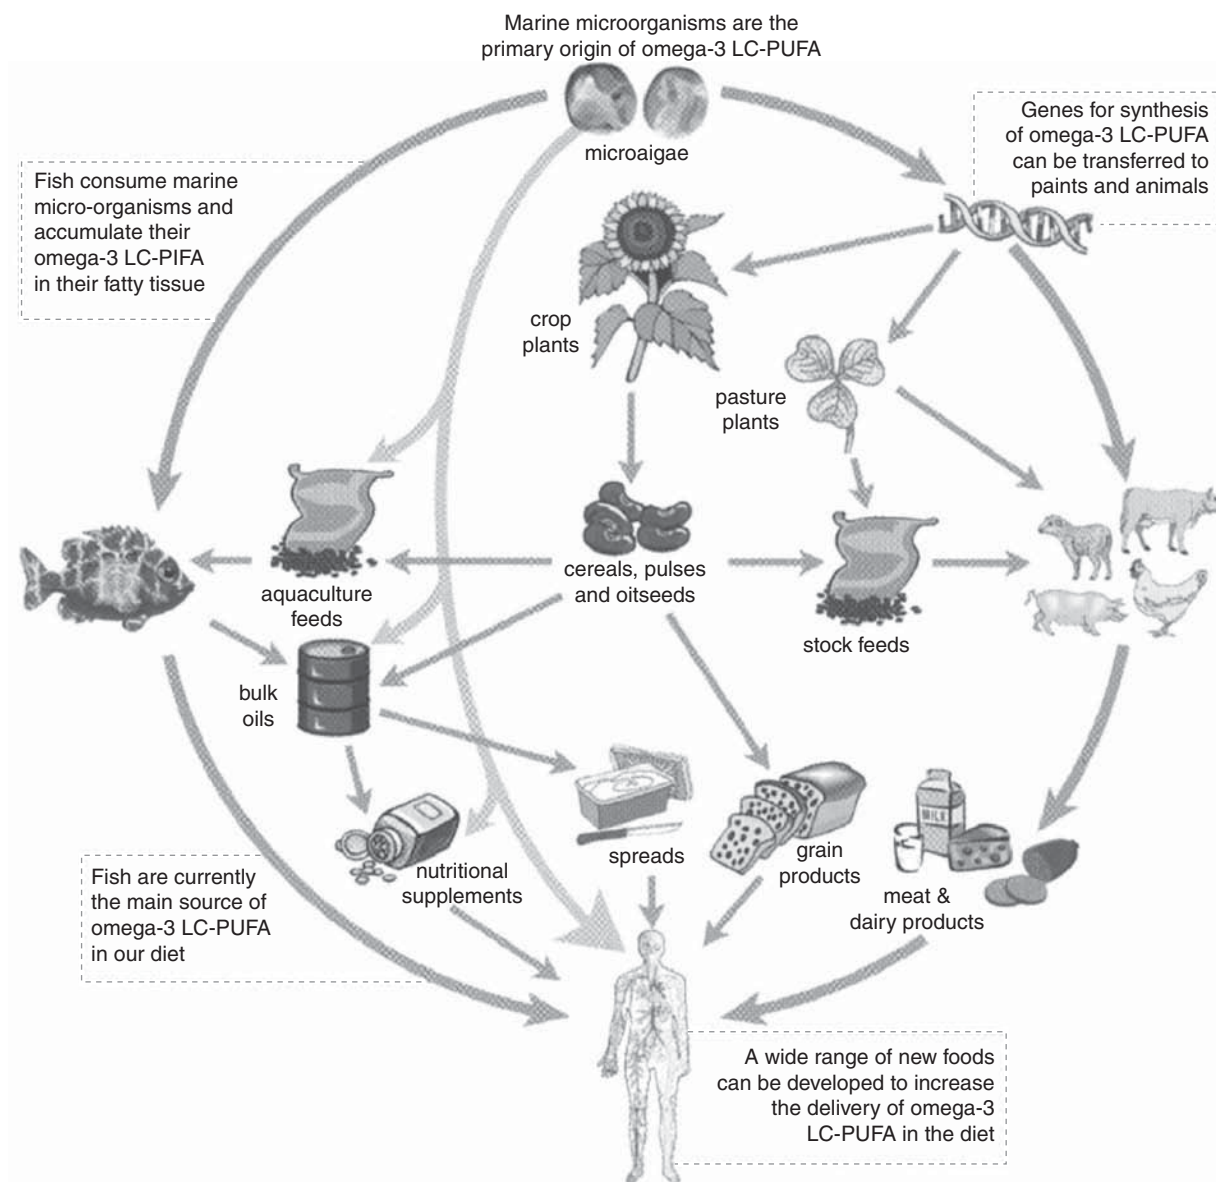 Marine microorganisms are the
primary origin of omega-3 LC-PUFA
microaigae
Genes for synthesis
of omega-3 LC-PUFA
can be transferred to
paints and animals
Fish consume marine
micro-organisms and
accumulate their
omega-3 LC-PIFA
in their fatty tissue
crop
plants
pasture
plants
aquaculture
feeds
cereals, pulses
and oitseeds
stock feeds
bulk
oils
MILK
nutritional
supplements
spreads
grain
products
meat &
dairy products
Fish are currently
the main source of
omega-3 LC-PUFA
in our diet
A wide range of new foods
can be developed to increase
the delivery of omega-3
LC-PUFA in the diet